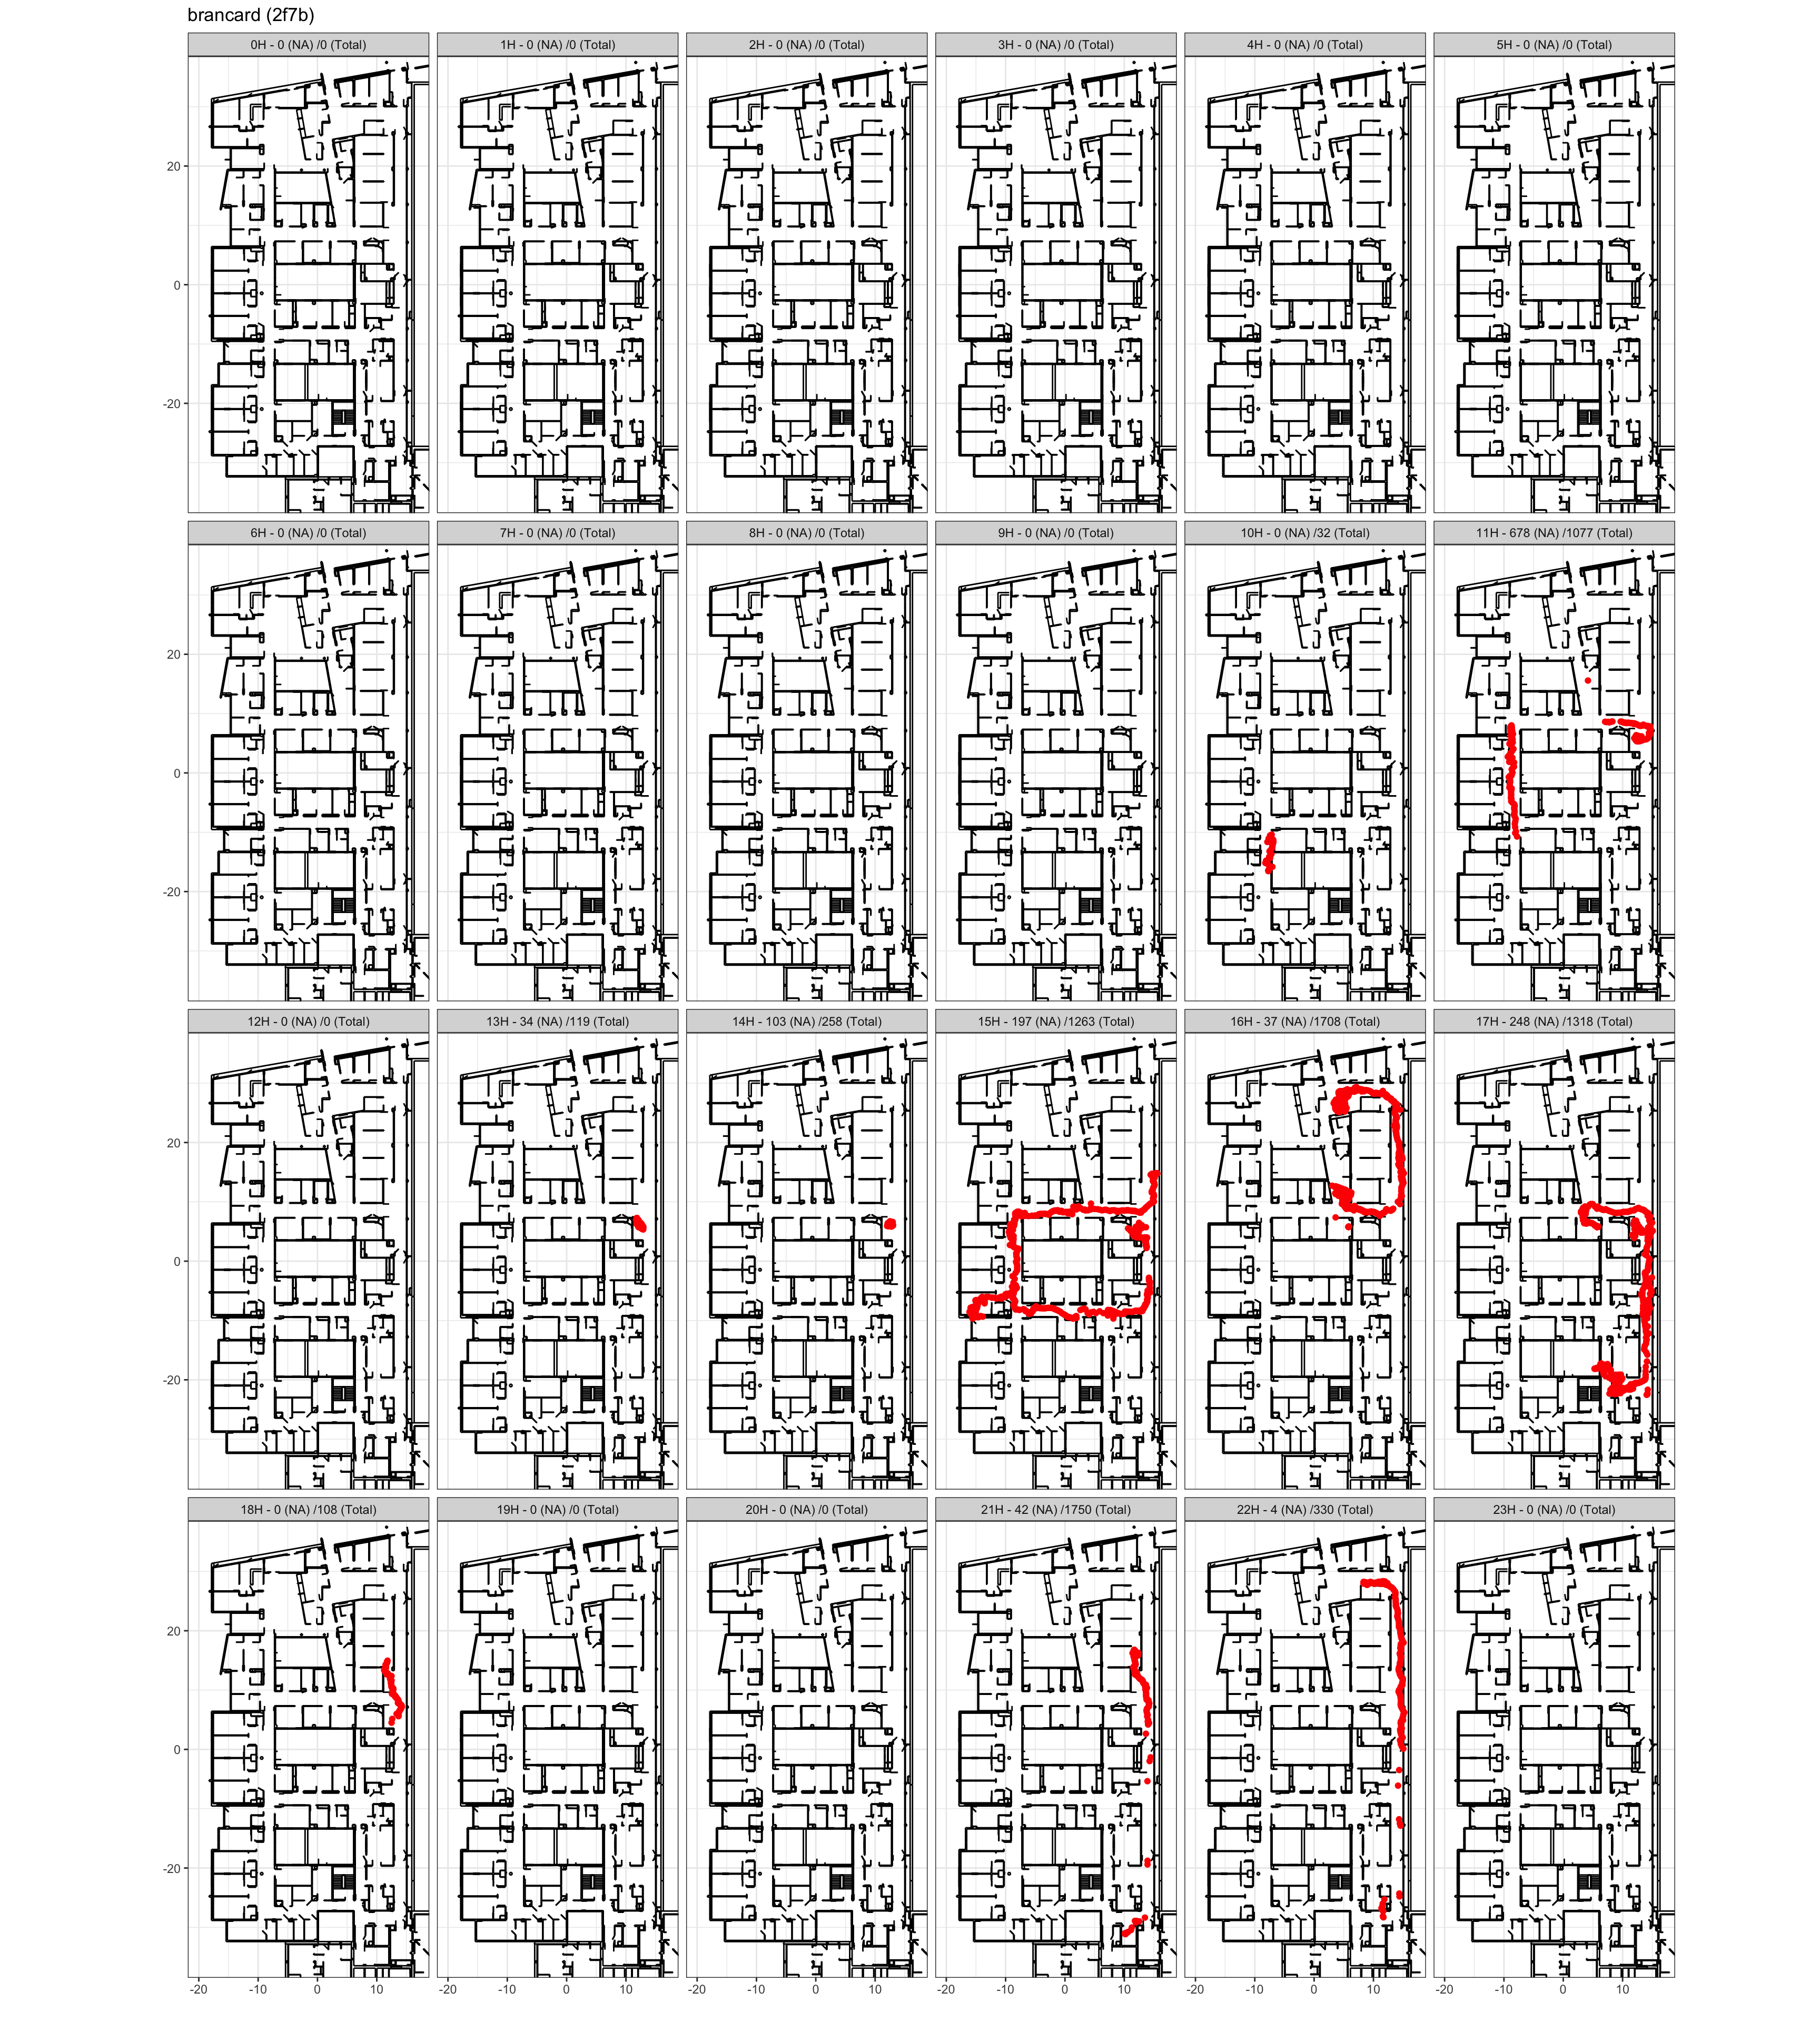 brancard (2f7b)
0H - 0 (NA) /0 (Total)
1H - 0 (NA) /0 (Total)
2H - 0 (NA) /0 (Total)
3H - 0 (NA) /0 (Total)
4H - 0 (NA) /0 (Total)
5H - 0 (NA) /0 (Total)
20
0
-20
6H - 0 (NA) /0 (Total)
7H - 0 (NA) /0 (Total)
8H - 0 (NA) /0 (Total)
9H - 0 (NA) /0 (Total)
10H - 0 (NA) /32 (Total)
11H - 678 (NA) /1077 (Total)
20
0
-20
12H - 0 (NA) /0 (Total)
13H - 34 (NA) /119 (Total)
14H - 103 (NA) /258 (Total)
15H - 197 (NA) /1263 (Total)
16H - 37 (NA) /1708 (Total)
17H - 248 (NA) /1318 (Total)
20
0
-20
18H - 0 (NA) /108 (Total)
19H - 0 (NA) /0 (Total)
20H - 0 (NA) /0 (Total)
21H - 42 (NA) /1750 (Total)
22H - 4 (NA) /330 (Total)
23H - 0 (NA) /0 (Total)
20
0
-20
-20 -10 0 10
-20 -10 0 10
-20 -10 0 10
-20 -10 0 10
-20 -10 0 10
-20 -10 0 10